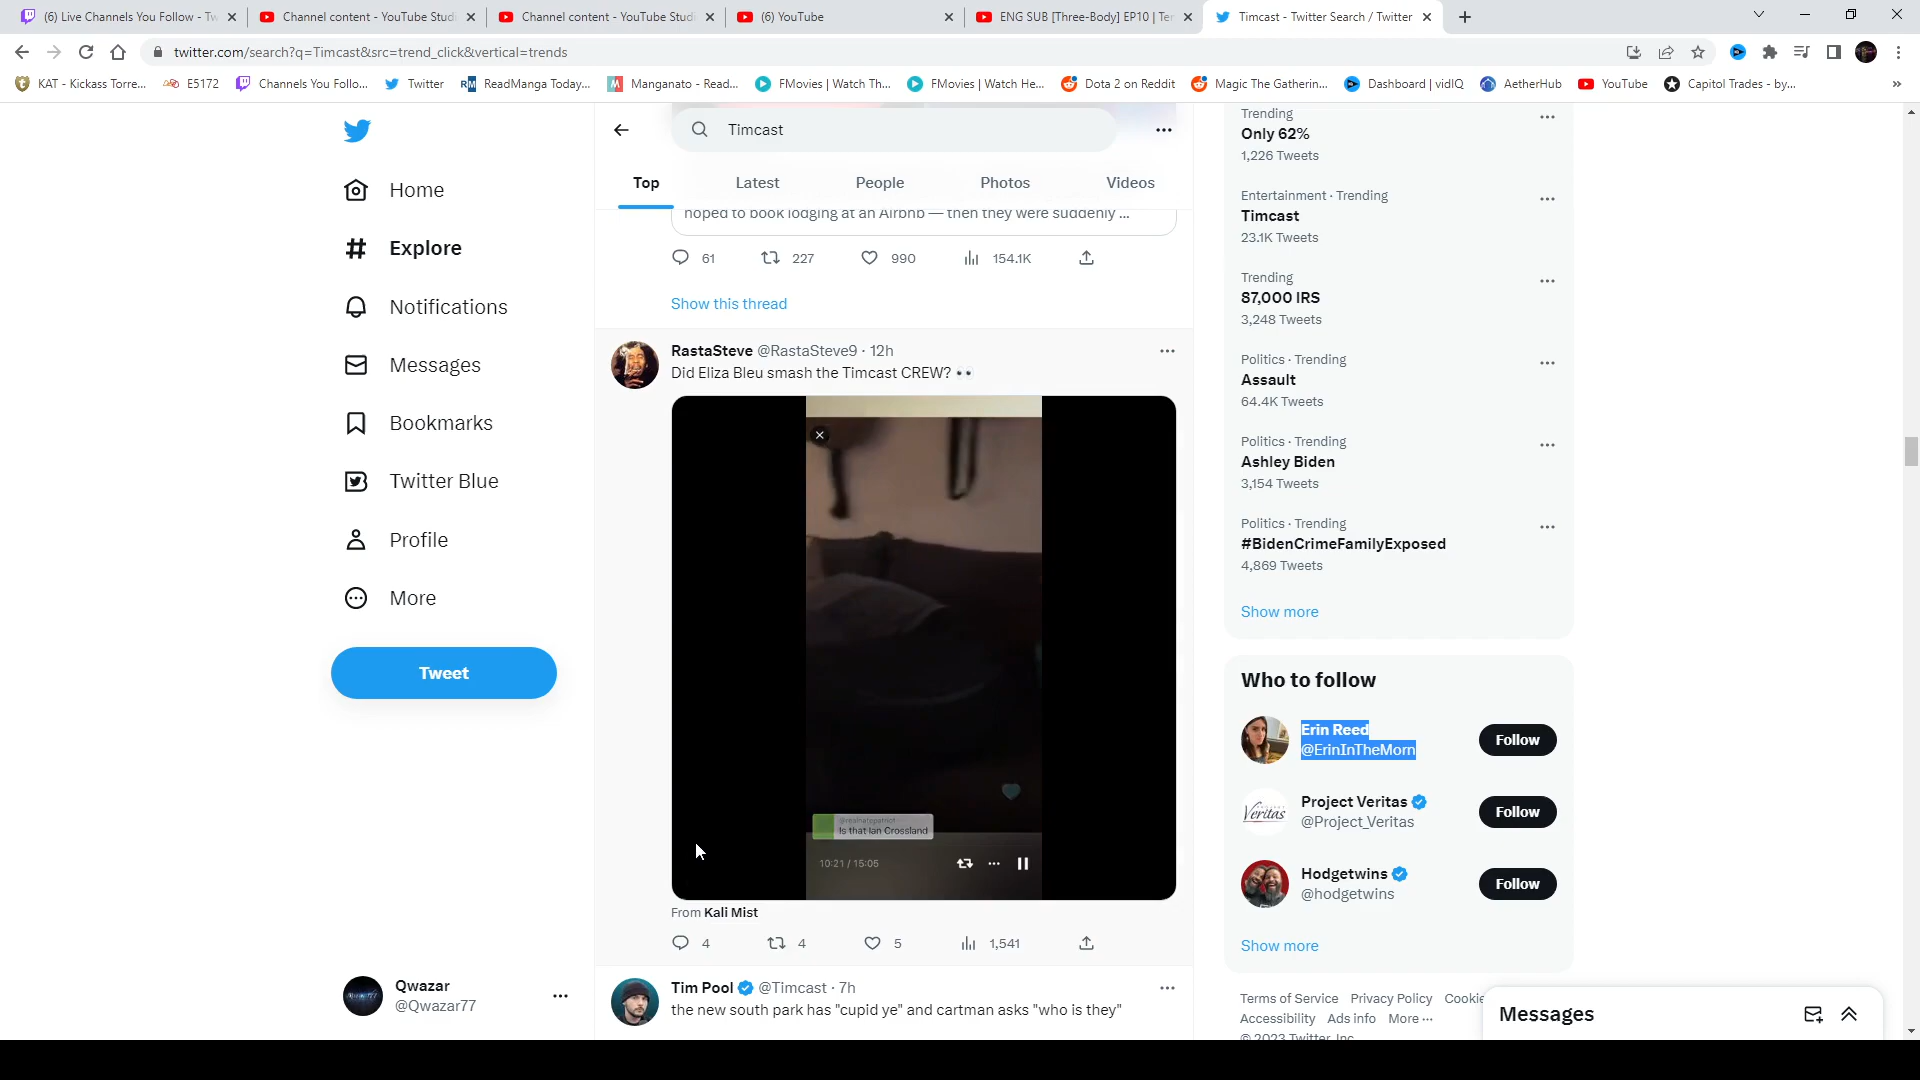 (6) Live Channels You Follow - Tw
Channel content - YouTube Studi
Channel content - YouTube Studi
(6) YouTube
ENG SUB [Three-Body] EP10 | Ten
Timcast - Twitter Search / Twitter
twitter.com/search?q=Timcast&src=trend_click&vertical=trends
KAT - Kickass Torre...
E5172
Channels You Follo...
Twitter
ReadManga Today...
Manganato - Read...
FMovies | Watch Th...
FMovies | Watch He...
Dota 2 on Reddit
Magic The Gatherin...
Dashboard | vidIQ
AetherHub
YouTube
Capitol Trades - by...
»
Home
Explore
Notifications
Messages
Bookmarks
Twitter Blue
Profile
More
Tweet
Qwazar
@Qwazar77
Timcast
Top Latest People Photos Videos
hoped to book lodging at an Airbnb — then they were suddenly ...
61 227 990 154.1K
Show this thread
RastaSteve @RastaSteve9 · 12h
Did Eliza Bleu smash the Timcast CREW? 👀
Is that Ian Crossland
10:21 / 15:05
From Kali Mist
4 4 5 1,541
Tim Pool @Timcast · 7h
the new south park has "cupid ye" and cartman asks "who is they"
Trending
Only 62%
1,226 Tweets
Entertainment · Trending
Timcast
23.1K Tweets
Trending
87,000 IRS
3,248 Tweets
Politics · Trending
Assault
64.4K Tweets
Politics · Trending
Ashley Biden
3,154 Tweets
Politics · Trending
#BidenCrimeFamilyExposed
4,869 Tweets
Show more
Who to follow
Erin Reed
@ErinInTheMorn
Follow
Veritas
Project Veritas
@Project_Veritas
Follow
Hodgetwins
@hodgetwins
Follow
Show more
Terms of Service Privacy Policy Cookie
Accessibility Ads info More ···
© 2023 Twitter, Inc.
Messages